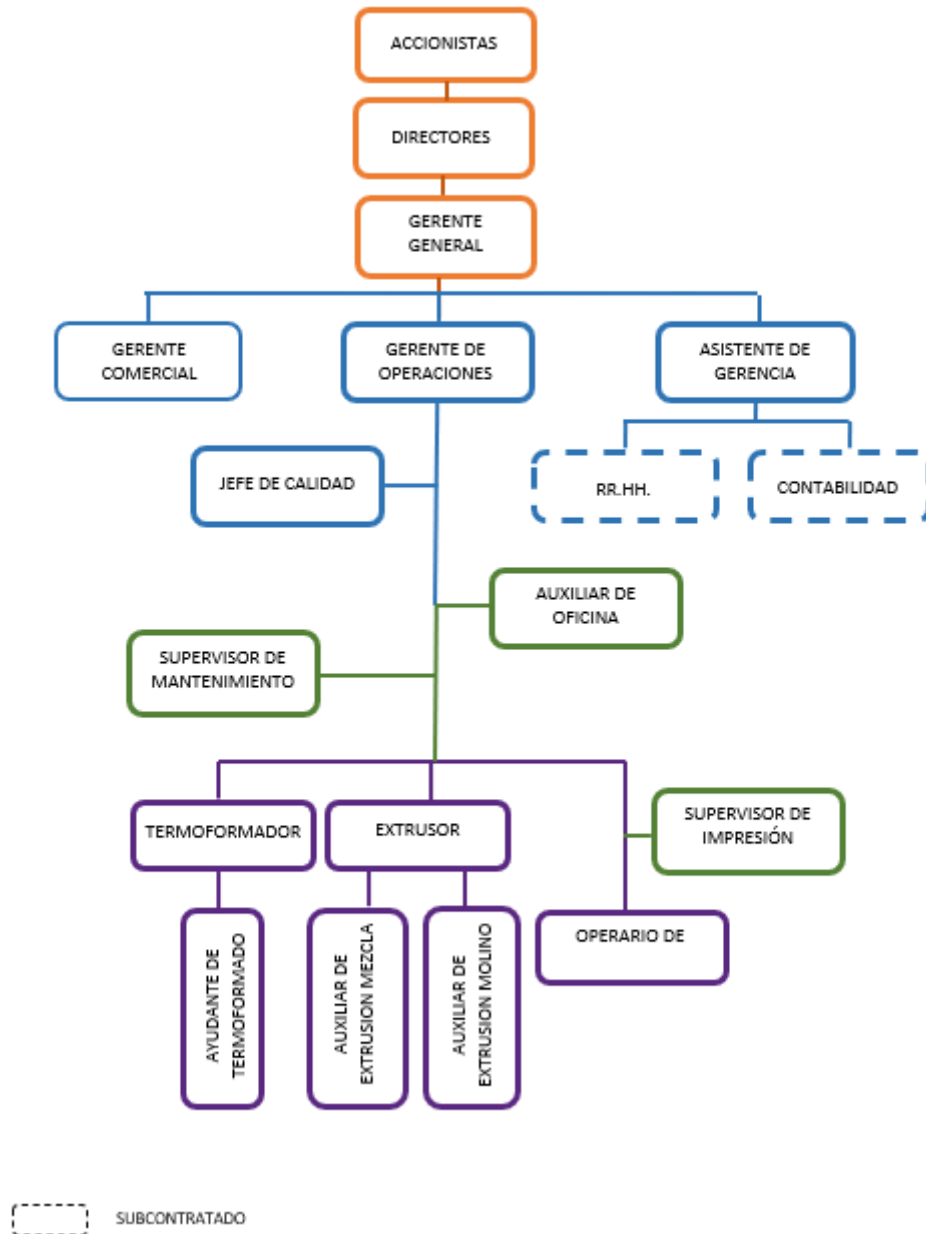 ACCIONISTAS
DIRECTORES
GERENTE
GENERAL
GERENTE
COMERCIAL
GERENTE DE
OPERACIONES
ASISTENTE DE
GERENCIA
JEFE DE CALIDAD
RR.HH.
CONTABILIDAD
AUXILIAR DE
OFICINA
SUPERVISOR DE
MANTENIMIENTO
TERMOFORMADOR
EXTRUSOR
SUPERVISOR DE
IMPRESIÓN
AYUDANTE DE
TERMOFORMADO
AUXILIAR DE
EXTRUSION MEZCLA
AUXILIAR DE
EXTRUSION MOLINO
OPERARIO DE
SUBCONTRATADO